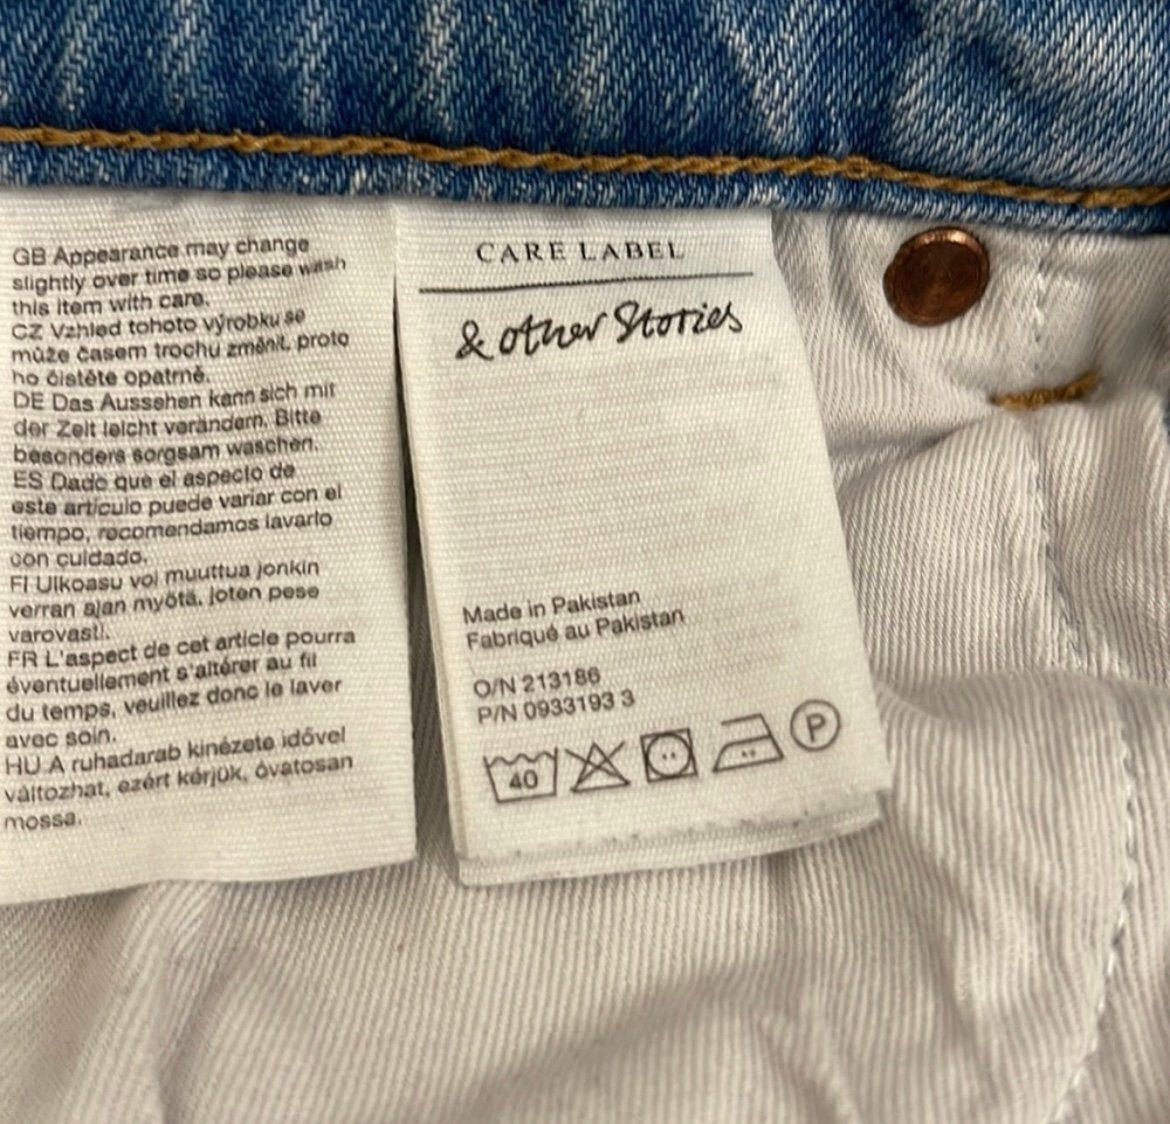 GB Appearance may change
slightly over time so please wash
this item with care.
CZ Vzhled tohoto výrobku se
může časem trochu změnit, proto
ho čistěte opatrně.
DE Das Aussehen kann sich mit
der Zeit leicht verändern. Bitte
besonders sorgsam waschen.
ES Dado que el aspecto de
este artículo puede variar con el
tiempo, recomendamos lavarlo
con cuidado.
FI Ulkoasu voi muuttua jonkin
verran ajan myötä, joten pese
varovasti.
FR L'aspect de cet article pourra
éventuellement s'altérer au fil
du temps, veuillez donc le laver
avec soin.
HU A ruhadarab kinézete idővel
változhat, ezért kérjük, óvatosan
mossa.
CARE LABEL
& other Stories
Made in Pakistan
Fabriqué au Pakistan
O/N 213186
P/N 0933193 3
40 P